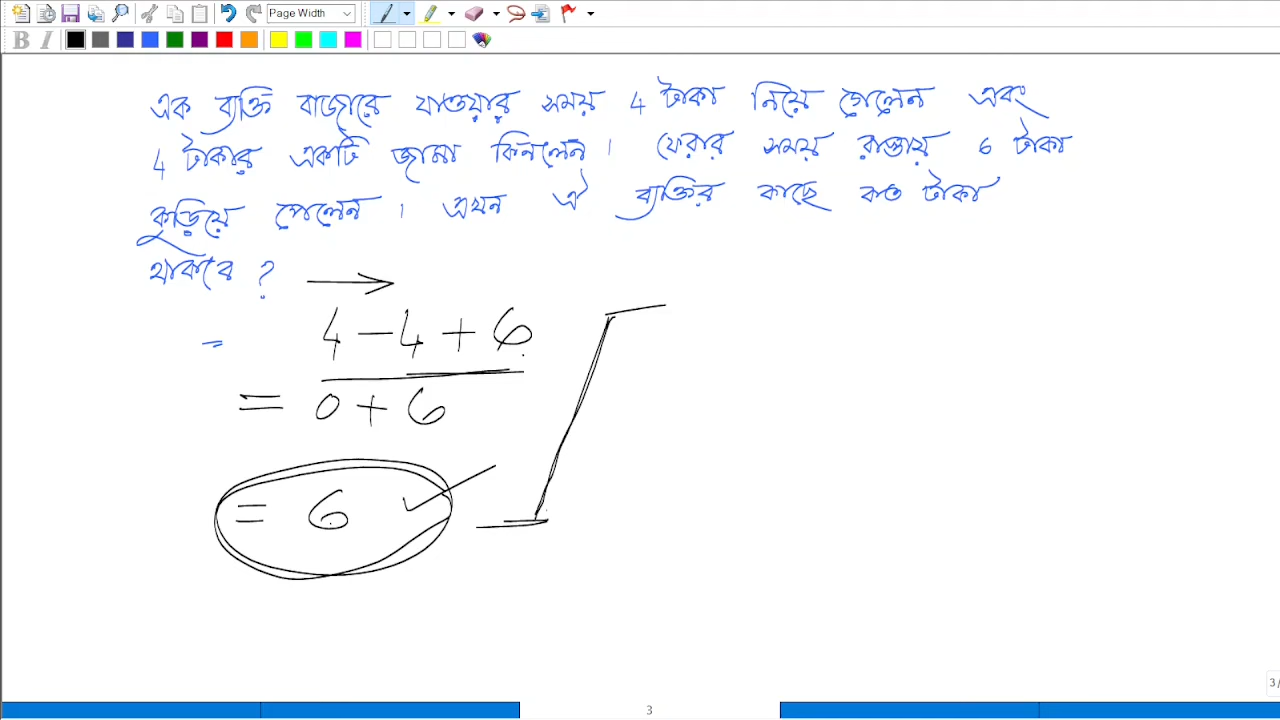 Page Width
B I
এক ব্যক্তি বাজারে যাওয়ার সময় 4 টাকা নিয়ে গেলেন এবং
4 টাকার একটি জামা কিনলেন। ফেরার সময় রাস্তায় 6 টাকা
কুড়িয়ে পেলেন। এখন ঐ ব্যক্তির কাছে কত টাকা
থাকবে ?
= 4 - 4 + 6
= 0 + 6
= 6
3/
3